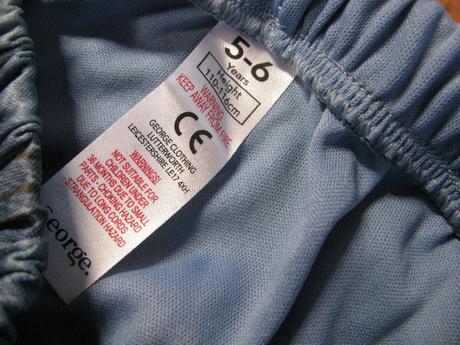 5-6
Years
Height
110-116cm
WARNING
KEEP AWAY FROM FIRE
CE
GEORGE CLOTHING
LUTTERWORTH
LEICESTERSHIRE LE17 4XH
WARNINGS!
NOT SUITABLE FOR
CHILDREN UNDER
36 MONTHS DUE TO SMALL
PARTS - CHOKING HAZARD
DUE TO LONG CORDS
-STRANGULATION HAZARD
George.